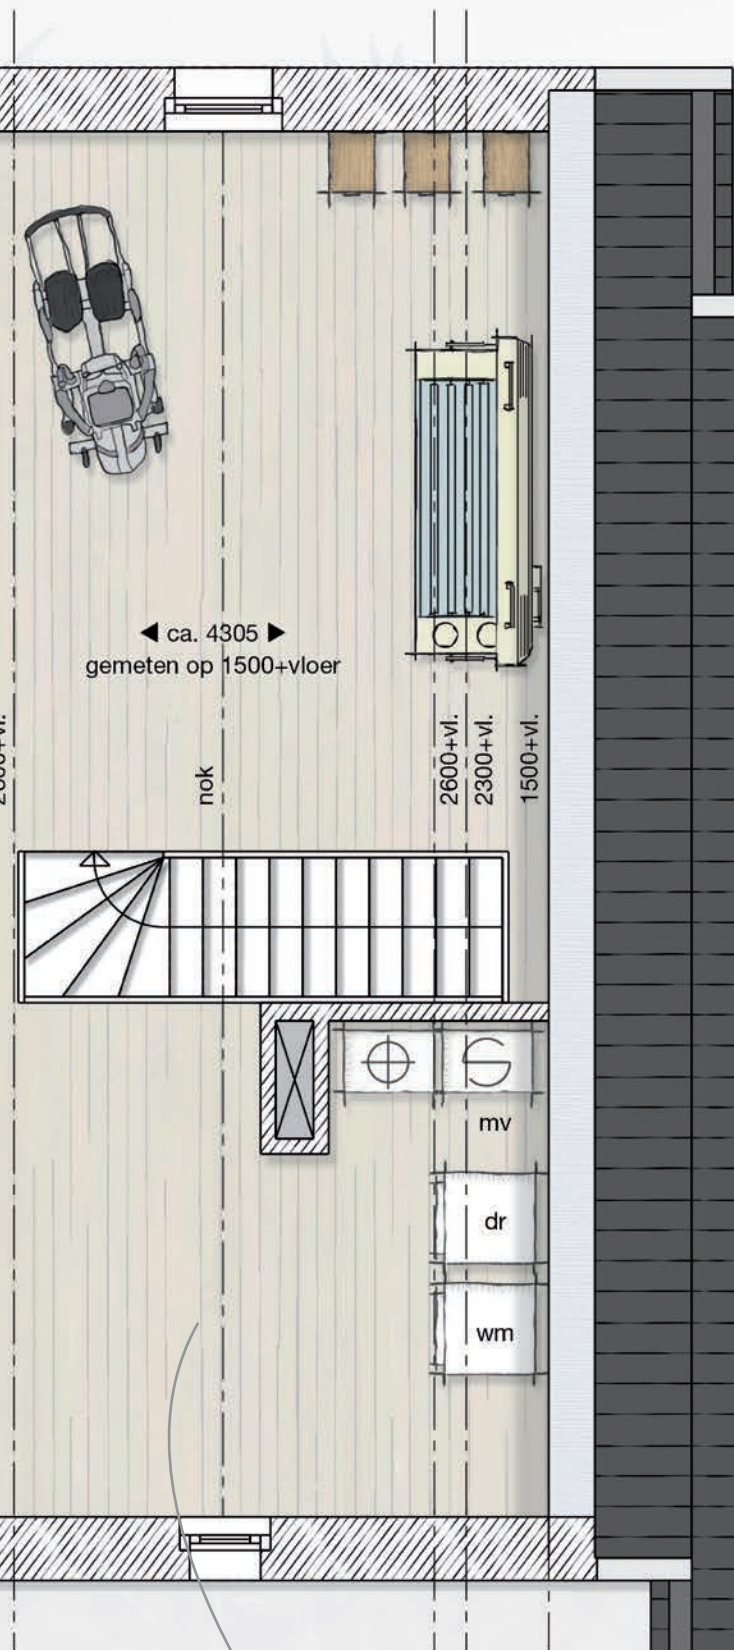 ◄ ca. 4305 ►
gemeten op 1500+vloer
nok
2600+vl.
2300+vl.
1500+vl.
mv
dr
wm